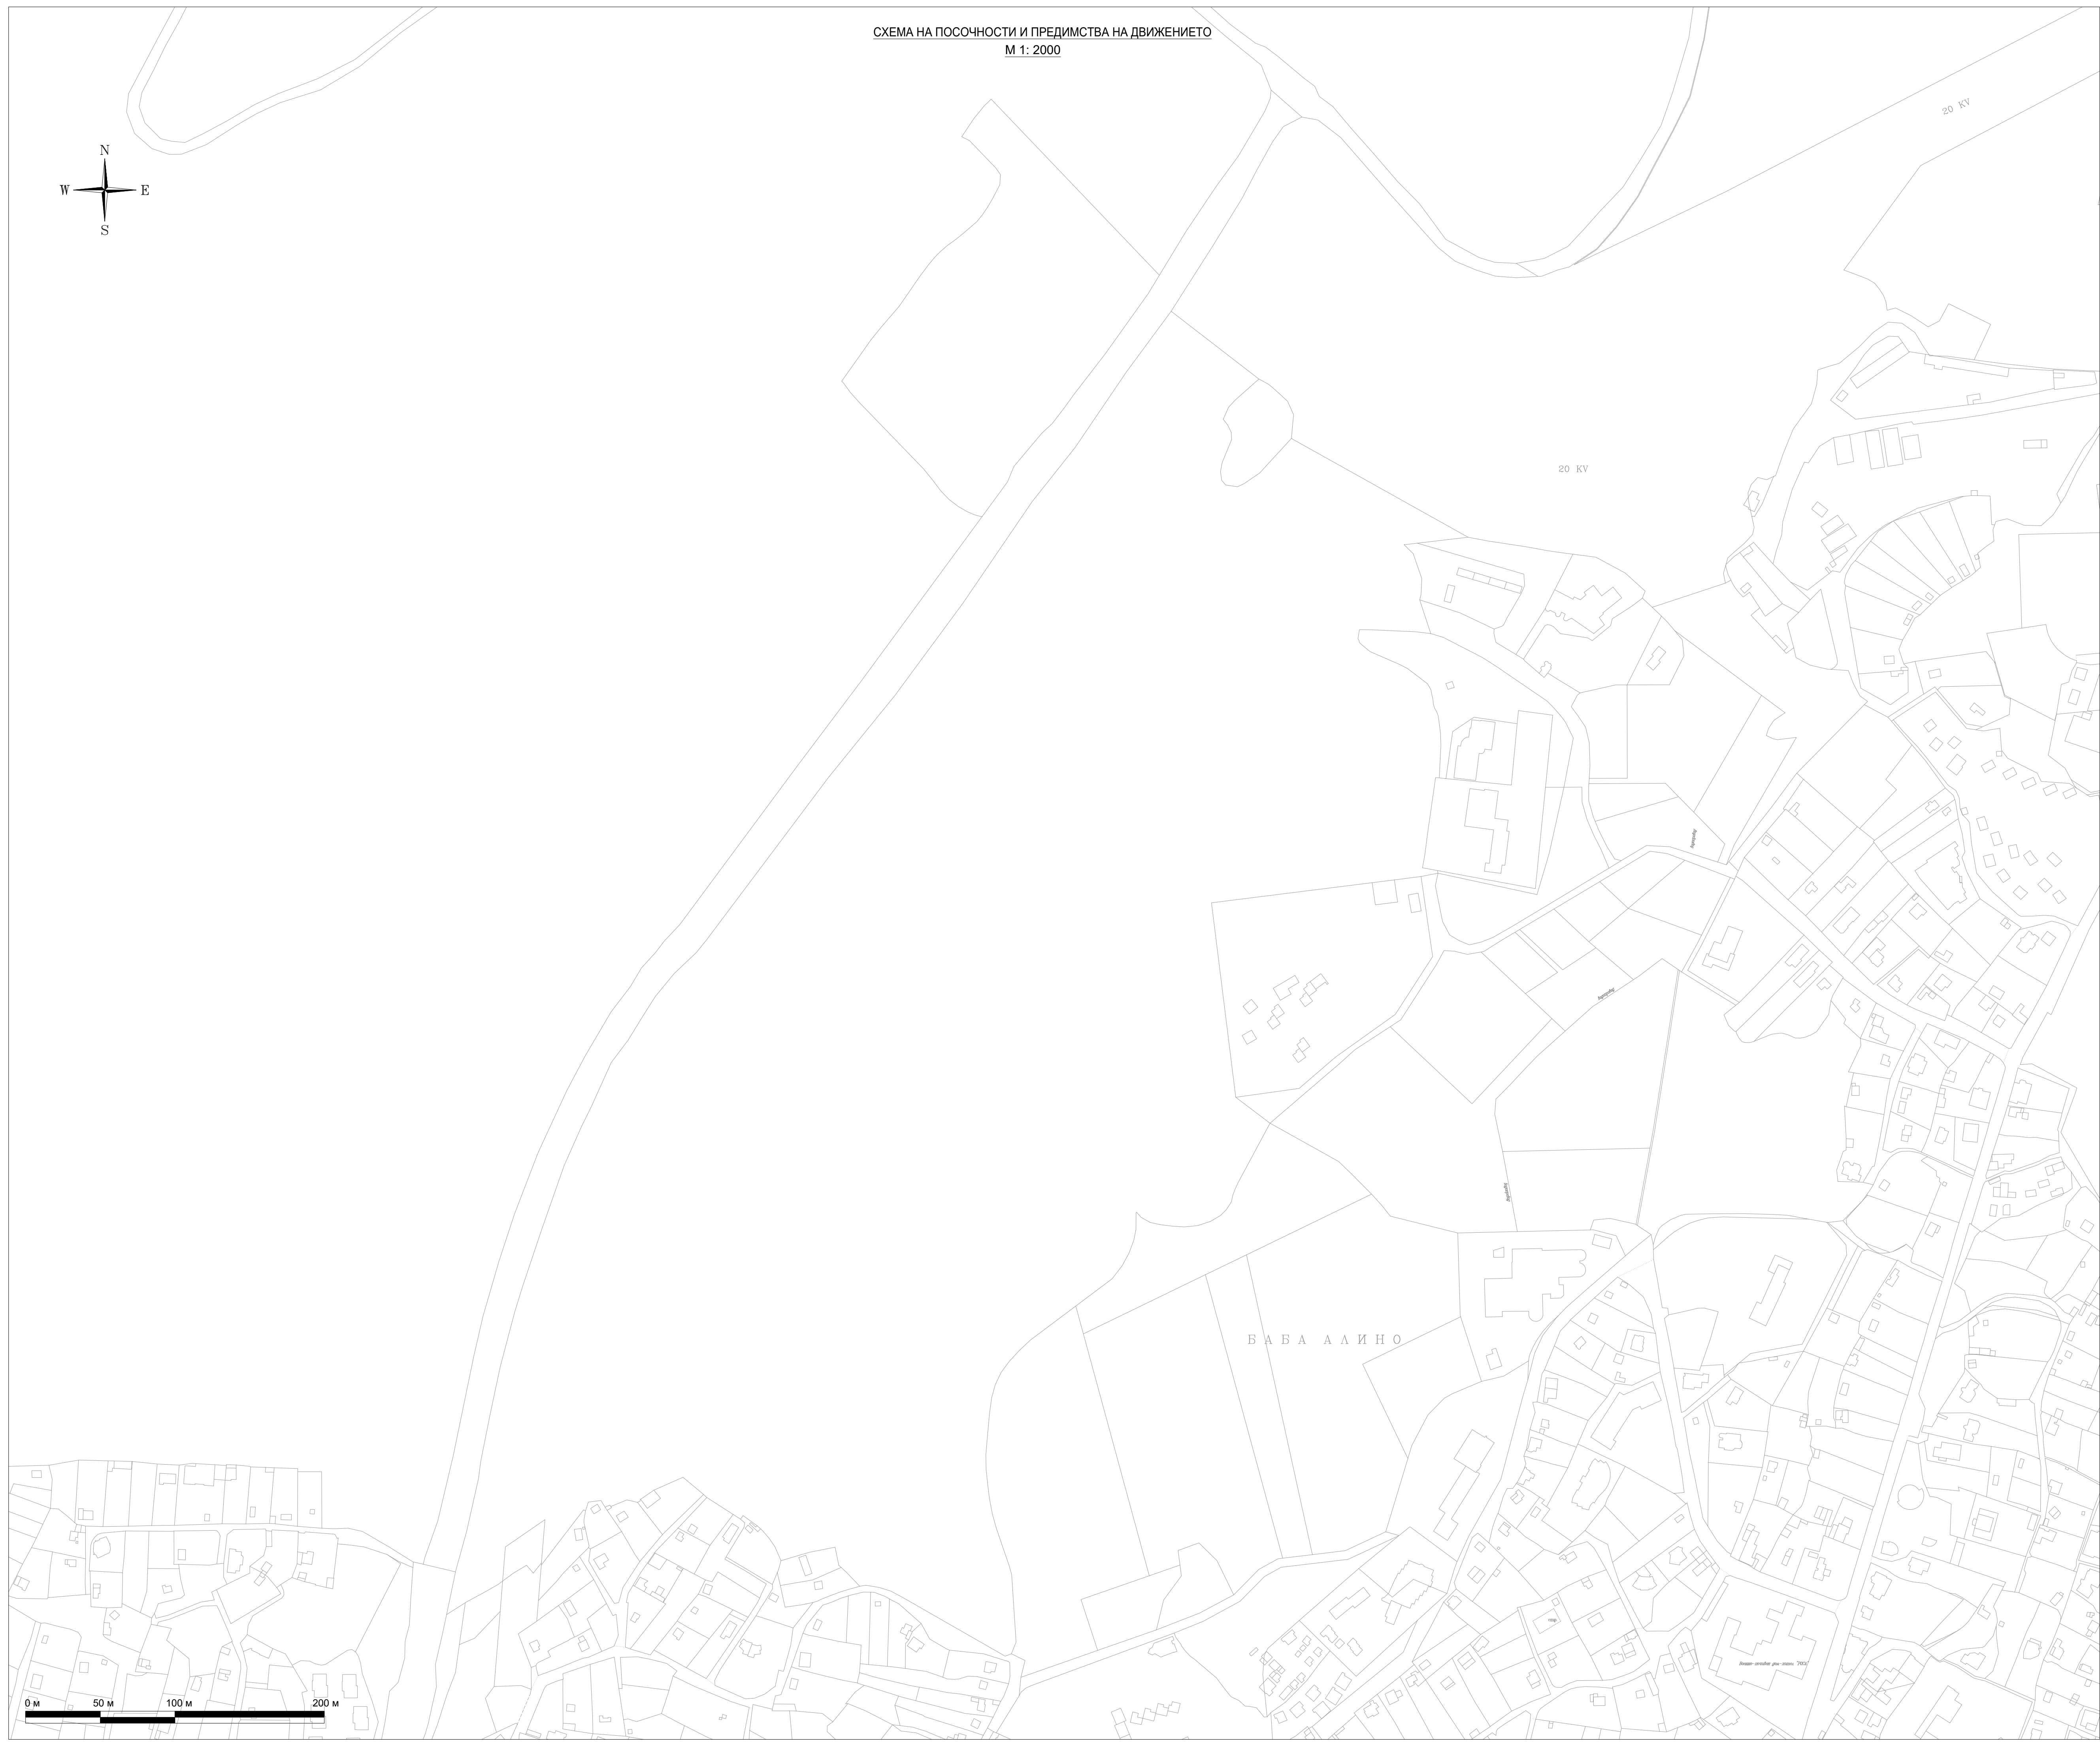 СХЕМА НА ПОСОЧНОСТИ И ПРЕДИМСТВА НА ДВИЖЕНИЕТО
М 1: 2000
20 KV
N
W E
S
20 KV
БАБА АЛИНО
0 м 50 м 100 м 200 м